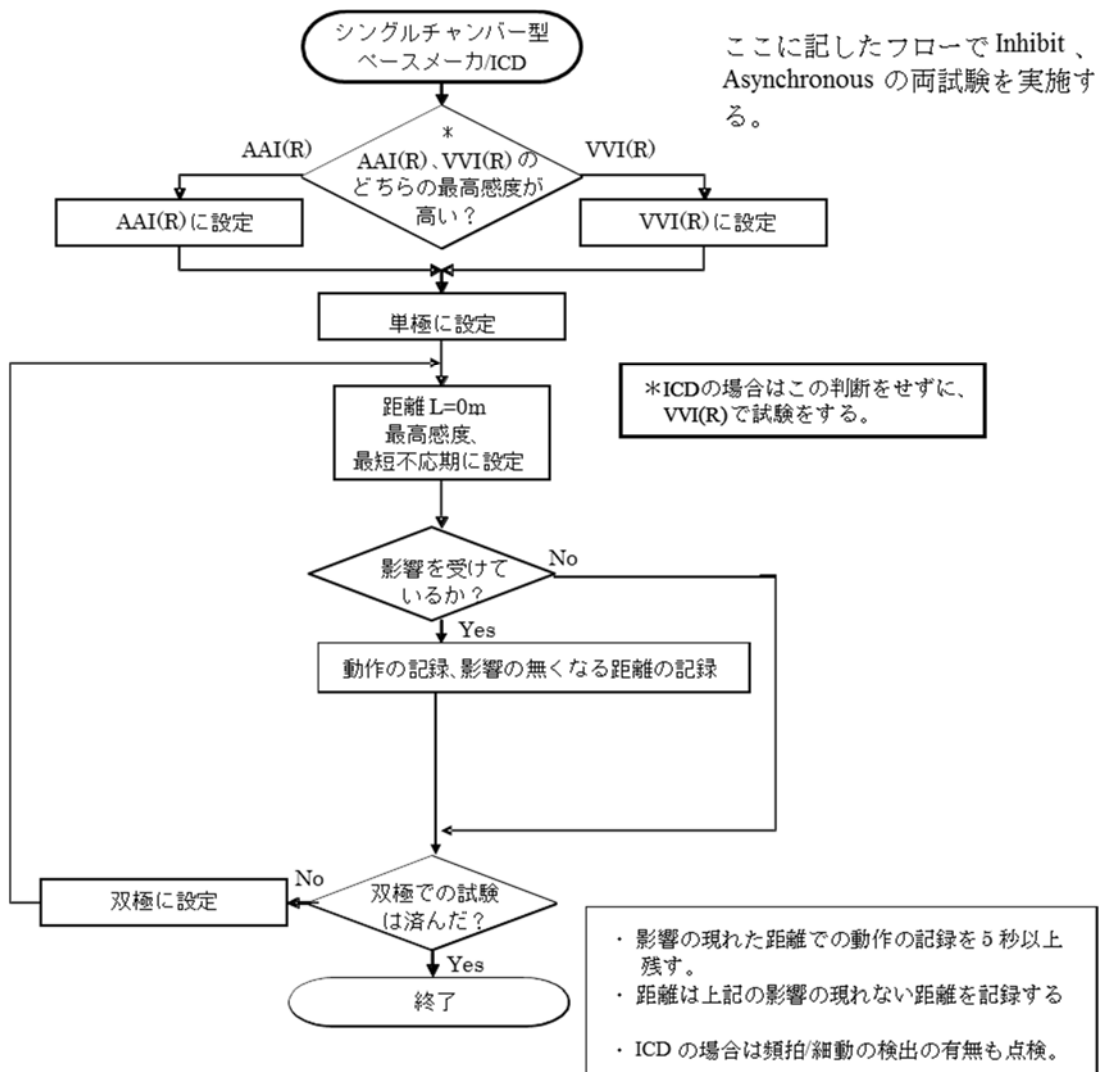 シングルチャンバー型
ペースメーカ/ICD
ここに記したフローで Inhibit 、
Asynchronous の両試験を実施す
る。
AAI(R)
*
AAI(R)、VVI(R) の
どちらの最高感度が
高い？
VVI(R)
AAI(R) に設定
VVI(R) に設定
単極に設定
＊ICDの場合はこの判断をせずに、
VVI(R)で試験をする。
距離 L=0m
最高感度、
最短不応期に設定
影響を受けて
いるか？
No
Yes
動作の記録、影響の無くなる距離の記録
双極での試験
は済んだ？
No
双極に設定
Yes
終了
・ 影響の現れた距離での動作の記録を 5 秒以上
残す。
・ 距離は上記の影響の現れない距離を記録する
・ ICD の場合は頻拍/細動の検出の有無も点検。